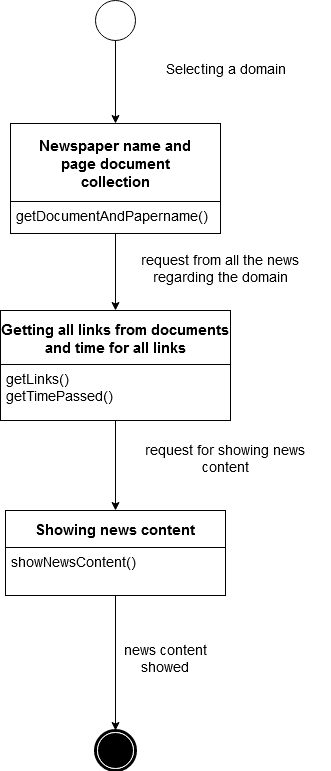 Selecting a domain
Newspaper name and
page document
collection
getDocumentAndPapername()
request from all the news
regarding the domain
Getting all links from documents
and time for all links
getLinks()
getTimePassed()
request for showing news
content
Showing news content
showNewsContent()
news content
showed